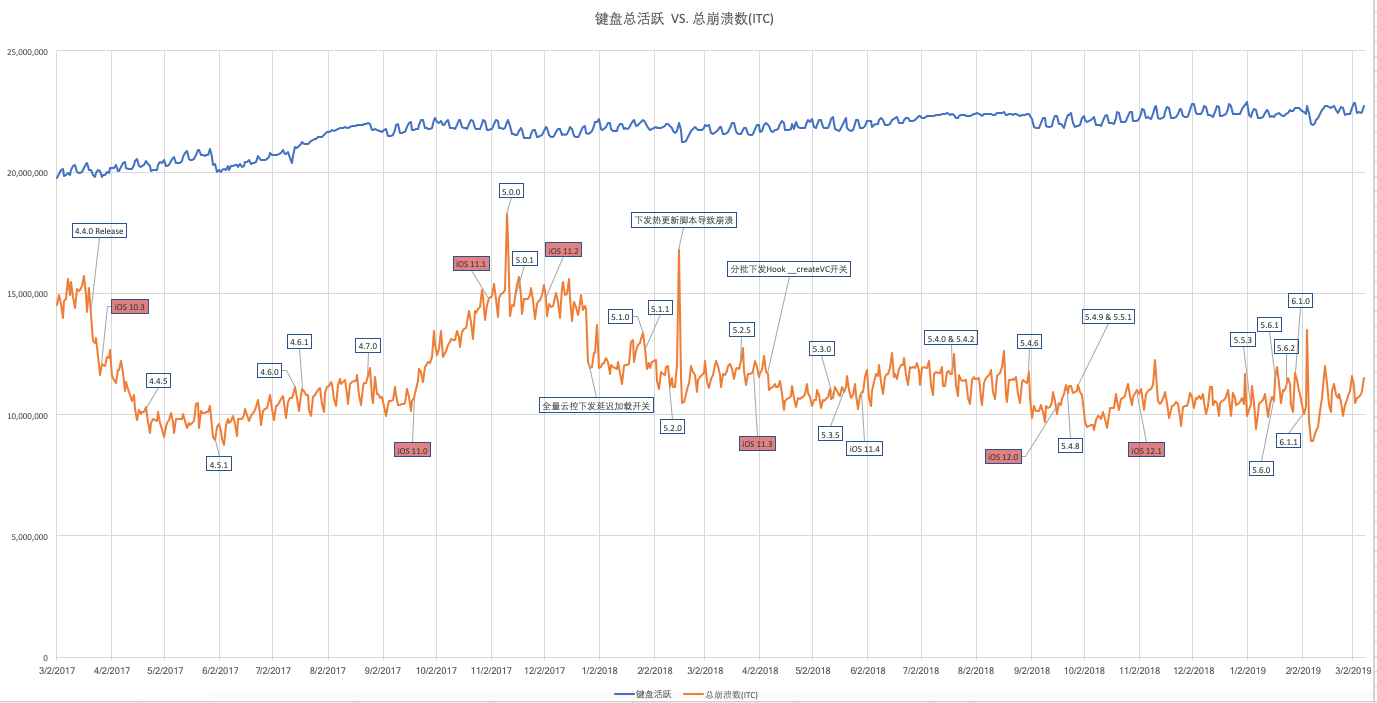 键盘总活跃 VS. 总崩溃数(ITC)
25,000,000
20,000,000
15,000,000
10,000,000
5,000,000
0
5.0.0
下发热更新脚本导致崩溃
4.4.0 Release
iOS 11.2
5.0.1
iOS 11.1
分批下发Hook __createVC开关
iOS 10.3
5.1.1
5.1.0
6.1.0
5.4.9 & 5.5.1
5.6.1
5.2.5
4.6.1
4.7.0
5.4.0 & 5.4.2
5.4.6
5.5.3
5.3.0
5.6.2
4.6.0
4.4.5
全量云控下发延迟加载开关
5.2.0
5.3.5
6.1.1
iOS 11.3
5.4.8
iOS 11.0
iOS 11.4
iOS 12.1
iOS 12.0
4.5.1
5.6.0
3/2/2017 4/2/2017 5/2/2017 6/2/2017 7/2/2017 8/2/2017 9/2/2017 10/2/2017 11/2/2017 12/2/2017 1/2/2018 2/2/2018 3/2/2018 4/2/2018 5/2/2018 6/2/2018 7/2/2018 8/2/2018 9/2/2018 10/2/2018 11/2/2018 12/2/2018 1/2/2019 2/2/2019 3/2/2019
键盘活跃 总崩溃数(ITC)